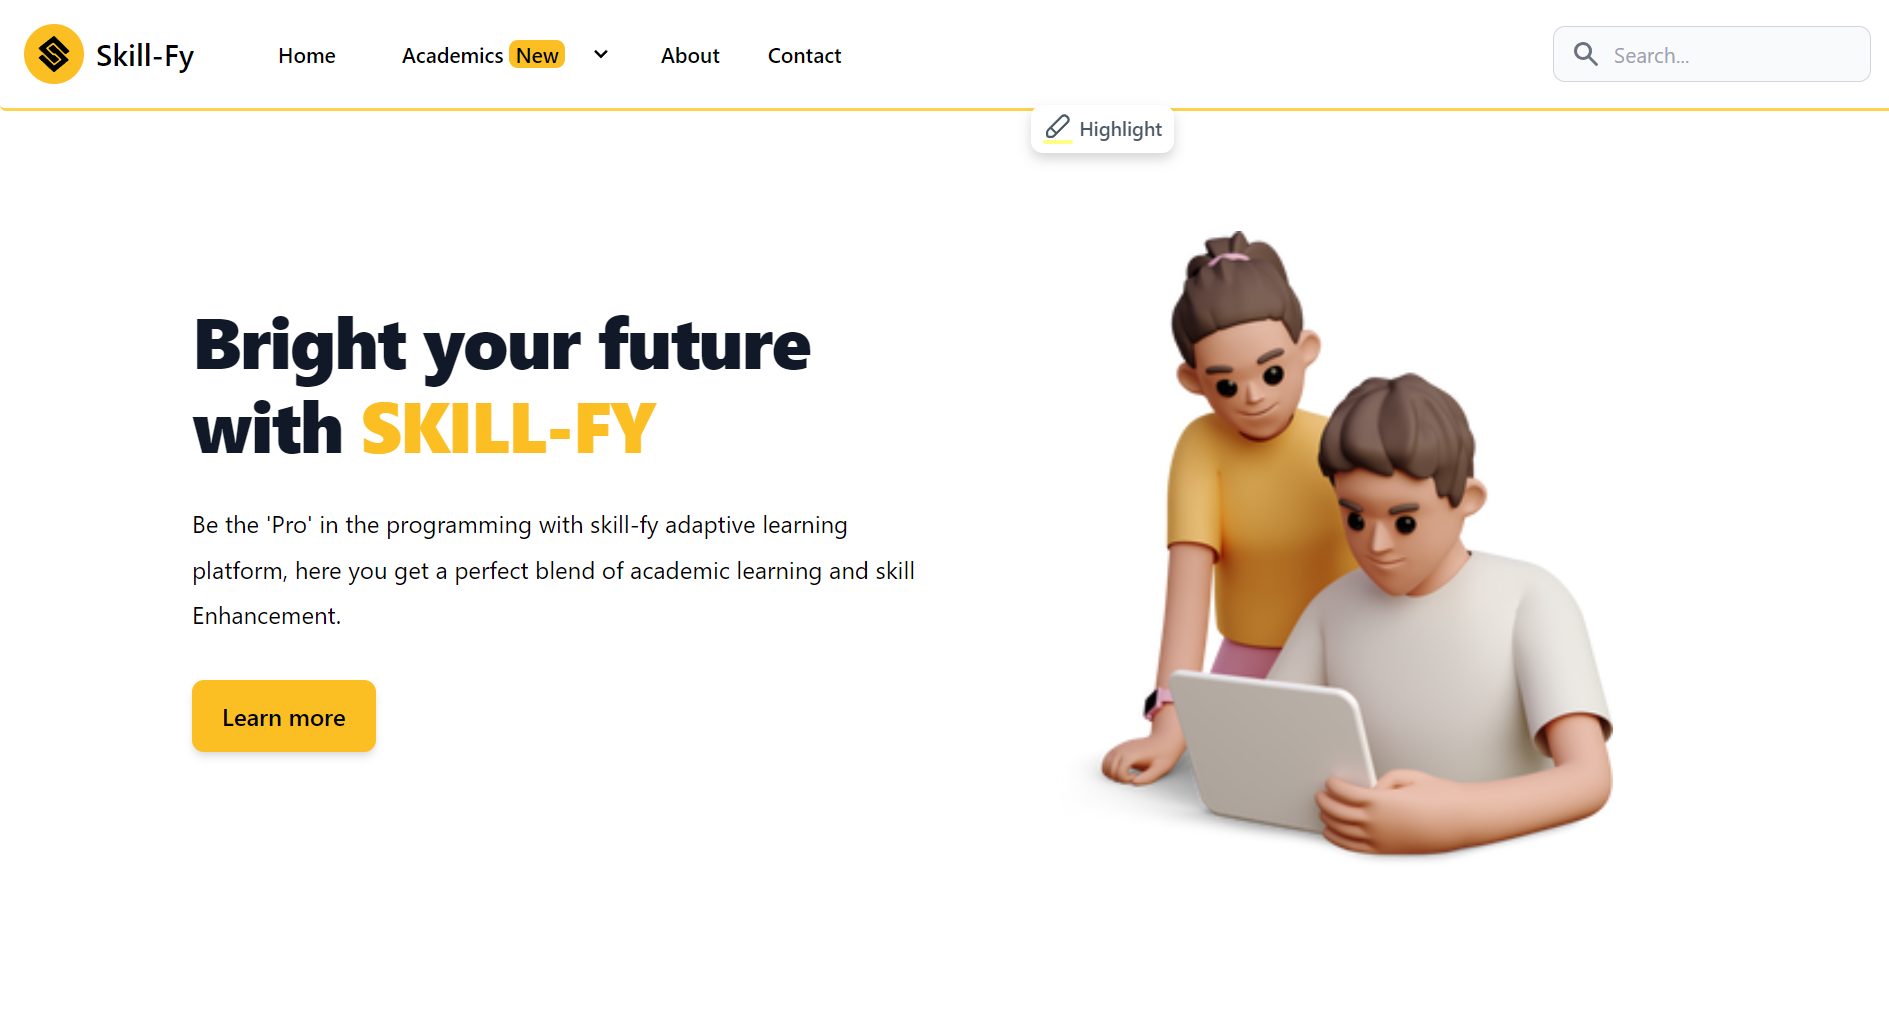 Skill-Fy
Home
Academics New
About
Contact
Search...
Highlight
Bright your future
with SKILL-FY
Be the 'Pro' in the programming with skill-fy adaptive learning
platform, here you get a perfect blend of academic learning and skill
Enhancement.
Learn more